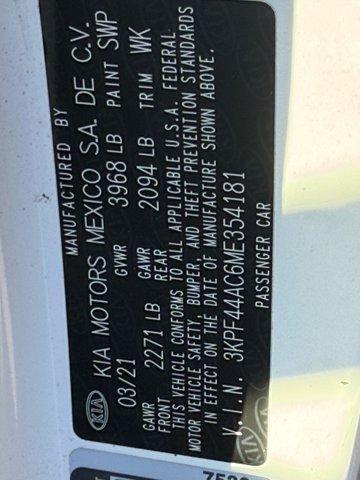 MANUFACTURED BY
KIA KIA MOTORS MEXICO S.A. DE C.V.
03/21 GVWR 3968 LB PAINT SWP
GAWR FRONT 2271 LB GAWR REAR 2094 LB TRIM WK
THIS VEHICLE CONFORMS TO ALL APPLICABLE U.S.A. FEDERAL
MOTOR VEHICLE SAFETY, BUMPER, AND THEFT PREVENTION STANDARDS
IN EFFECT ON THE DATE OF MANUFACTURE SHOWN ABOVE.
V.I.N. 3KPF44AC6ME354181
PASSENGER CAR